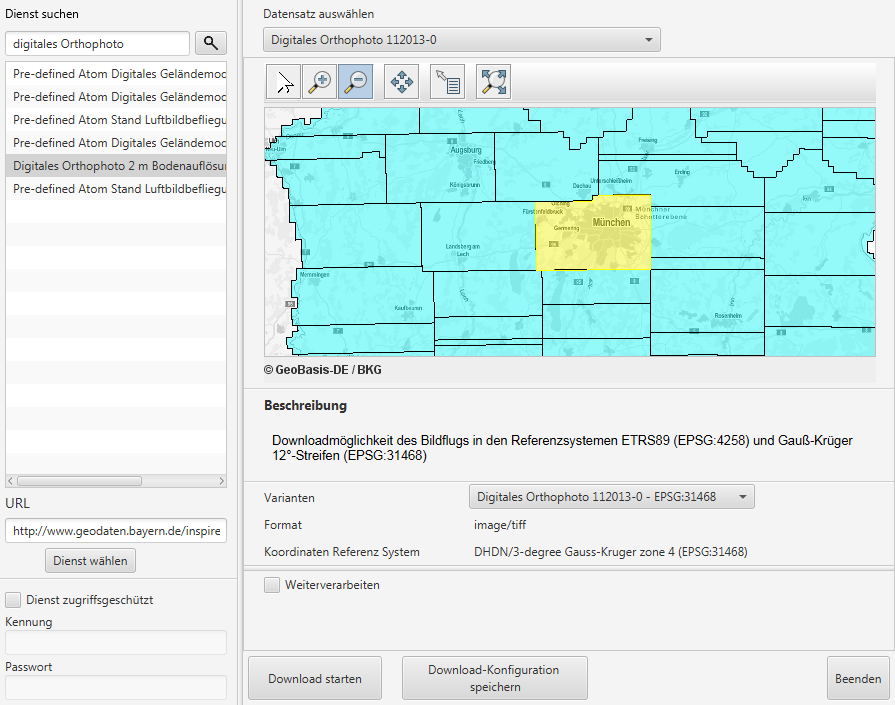 Dienst suchen
digitales Orthophoto
Pre-defined Atom Digitales Geländemod
Pre-defined Atom Digitales Geländemod
Pre-defined Atom Stand Luftbildbefliegu
Pre-defined Atom Digitales Geländemod
Digitales Orthophoto 2 m Bodenauflösu
Pre-defined Atom Stand Luftbildbefliegu
URL
http://www.geodaten.bayern.de/inspire
Dienst wählen
Dienst zugriffsgeschützt
Kennung
Passwort
Datensatz auswählen
Digitales Orthophoto 112013-0
Augsburg
Friedberg
Freising
Erding
Königsbrunn
Dachau
Unterschleißheim
Olching
Fürstenfeldbruck
Germering
München
Münchner
Schotterebene
Inn
Landsberg am
Lech
Memmingen
Kaufbeuren
Lech
Rosenheim
© GeoBasis-DE / BKG
Beschreibung
Downloadmöglichkeit des Bildflugs in den Referenzsystemen ETRS89 (EPSG:4258) und Gauß-Krüger
12°-Streifen (EPSG:31468)
Varianten
Digitales Orthophoto 112013-0 - EPSG:31468
Format
image/tiff
Koordinaten Referenz System
DHDN/3-degree Gauss-Kruger zone 4 (EPSG:31468)
Weiterverarbeiten
Download starten
Download-Konfiguration
speichern
Beenden